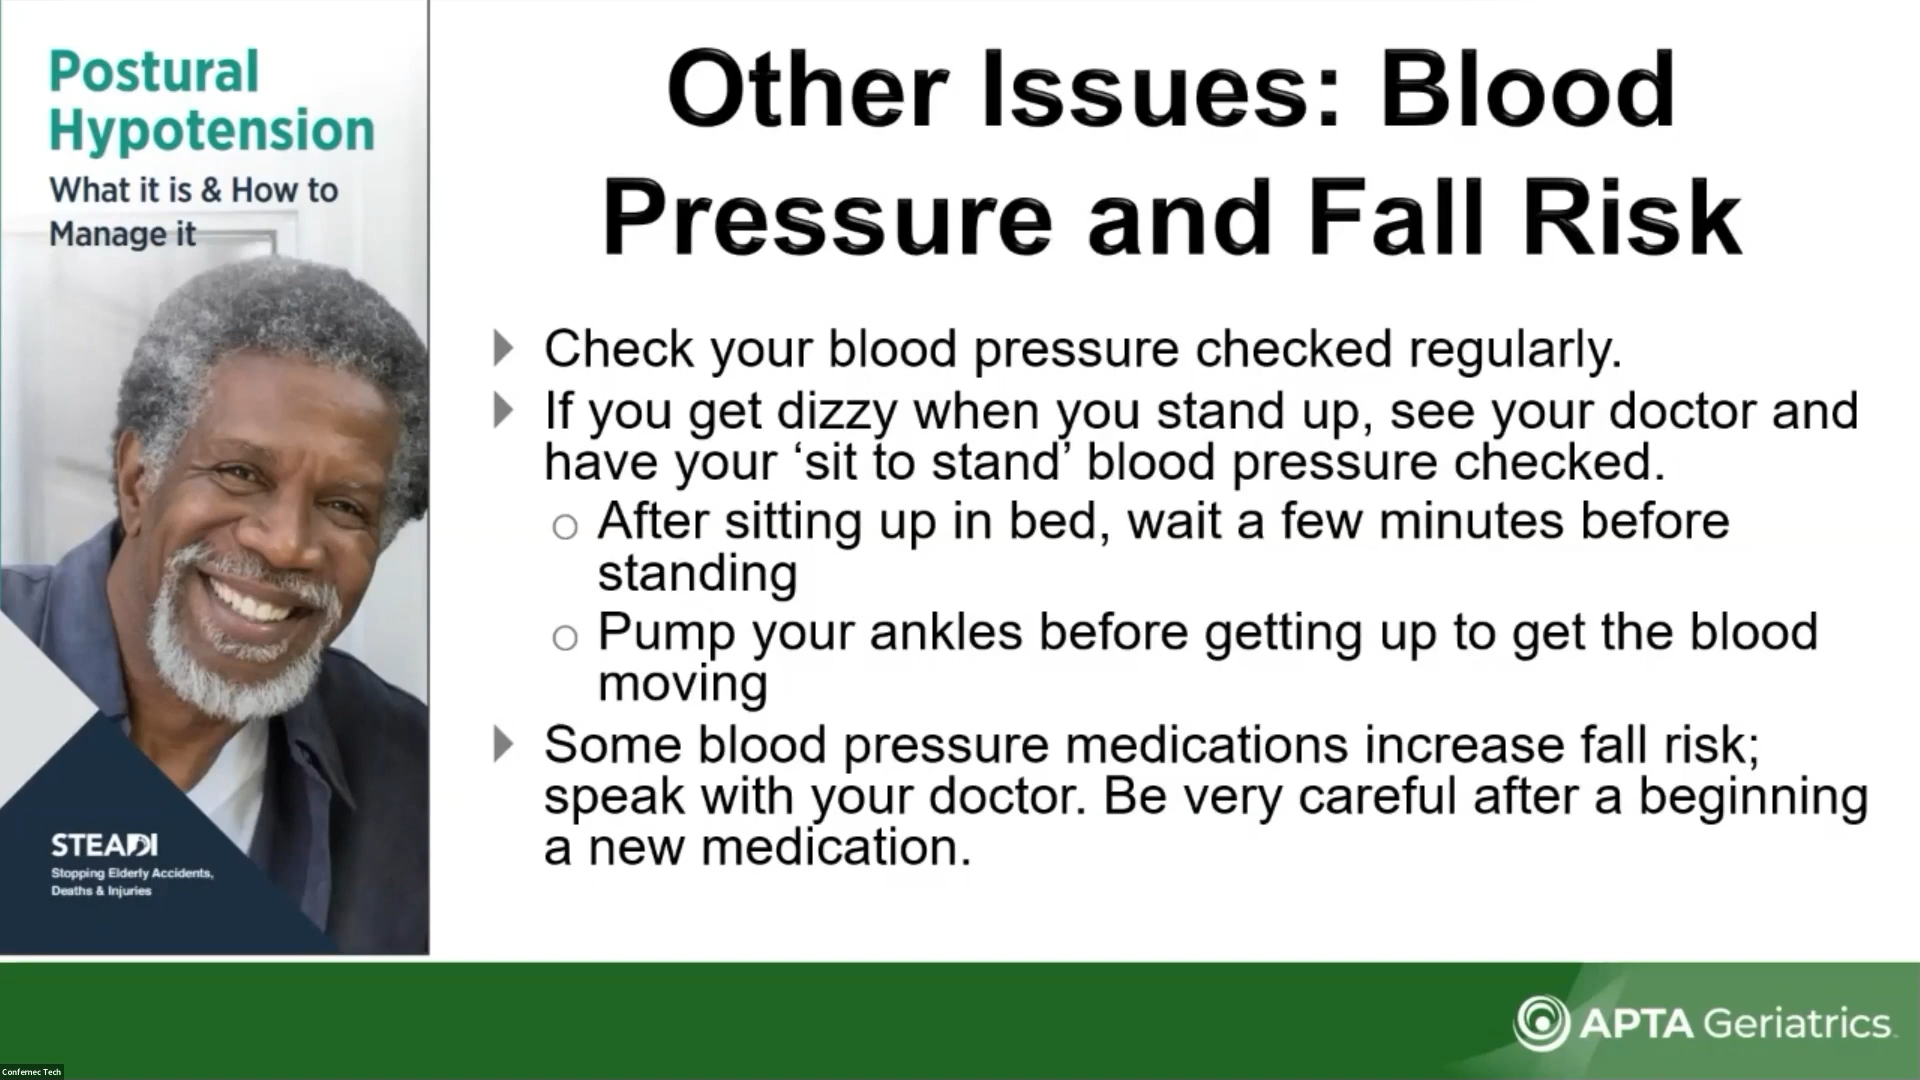 Postural
Hypotension
What it is & How to
Manage it
STEADI
Stopping Elderly Accidents,
Deaths & Injuries
Other Issues: Blood
Pressure and Fall Risk
Check your blood pressure checked regularly.
If you get dizzy when you stand up, see your doctor and
have your ‘sit to stand’ blood pressure checked.
After sitting up in bed, wait a few minutes before
standing
Pump your ankles before getting up to get the blood
moving
Some blood pressure medications increase fall risk;
speak with your doctor. Be very careful after a beginning
a new medication.
APTA Geriatrics
Confernec Tech